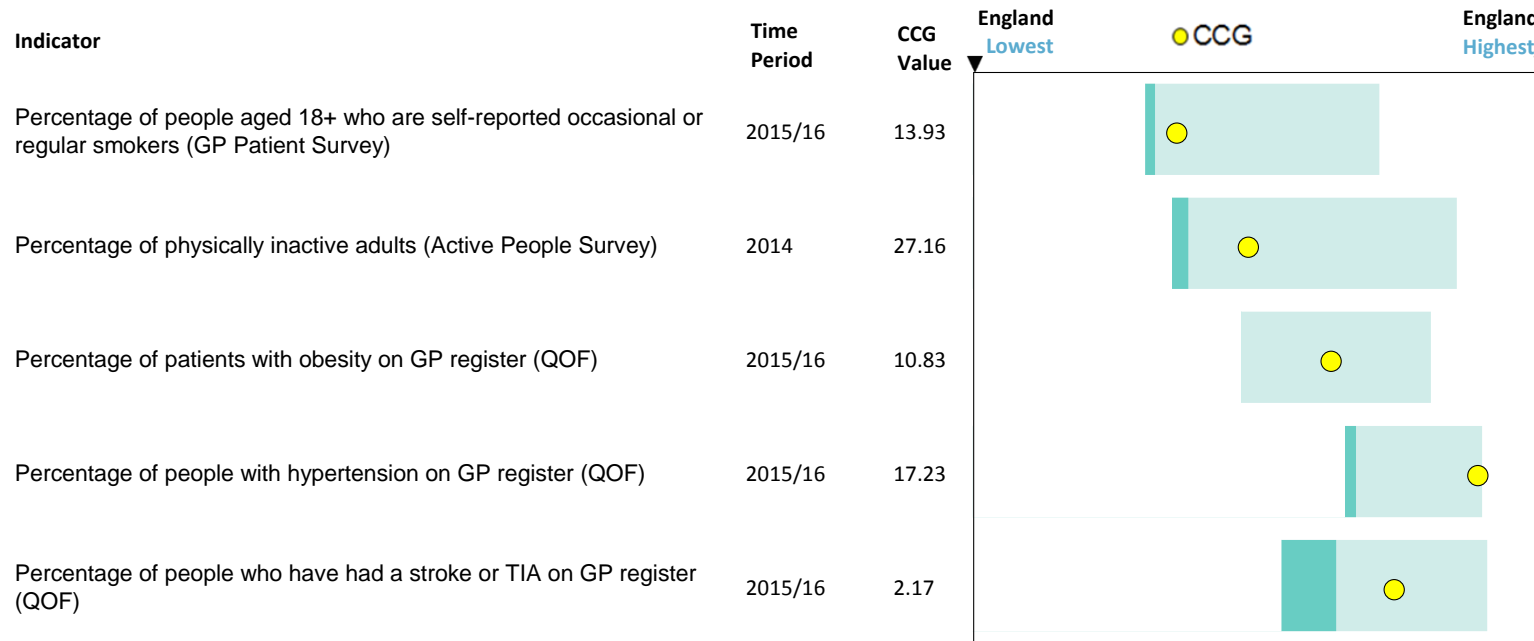 Indicator
Time
Period
CCG
Value
England
Lowest
CCG
England
Highest
Percentage of people aged 18+ who are self-reported occasional or
regular smokers (GP Patient Survey)
2015/16
13.93
Percentage of physically inactive adults (Active People Survey)
2014
27.16
Percentage of patients with obesity on GP register (QOF)
2015/16
10.83
Percentage of people with hypertension on GP register (QOF)
2015/16
17.23
Percentage of people who have had a stroke or TIA on GP register
(QOF)
2015/16
2.17